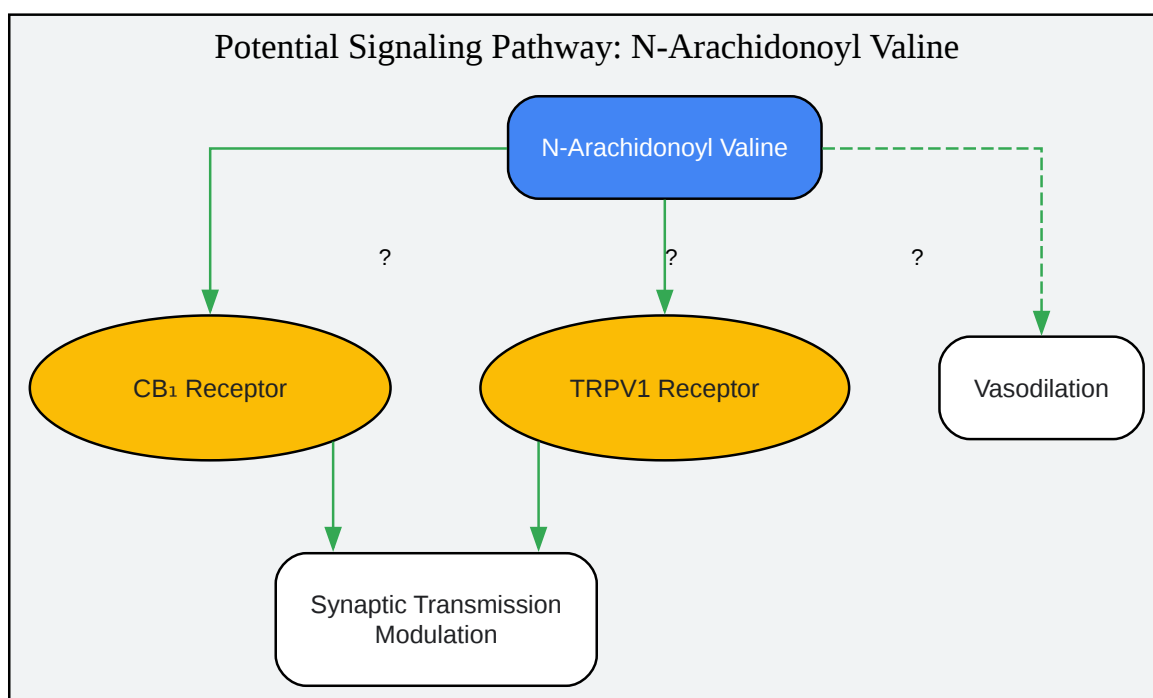 Potential Signaling Pathway: N-Arachidonoyl Valine
N-Arachidonoyl Valine
?
?
?
CB₁ Receptor
TRPV1 Receptor
Vasodilation
Synaptic Transmission
Modulation